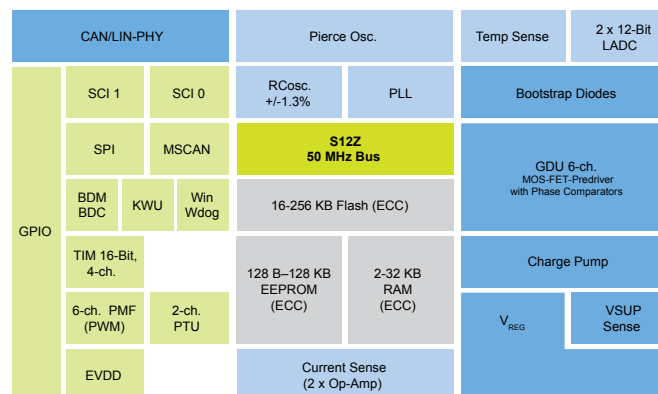 CAN/LIN-PHY
Pierce Osc.
Temp Sense
2 x 12-Bit
LADC
GPIO
SCI 1
SCI 0
RCosc.
+/-1.3%
PLL
Bootstrap Diodes
SPI
MSCAN
S12Z
50 MHz Bus
GDU 6-ch.
MOS-FET-Predriver
with Phase Comparators
BDM
BDC
KWU
Win
Wdog
16-256 KB Flash (ECC)
TIM 16-Bit,
4-ch.
128 B–128 KB
EEPROM
(ECC)
2-32 KB
RAM
(ECC)
Charge Pump
6-ch. PMF
(PWM)
2-ch.
PTU
VREG
VSUP
Sense
EVDD
Current Sense
(2 x Op-Amp)